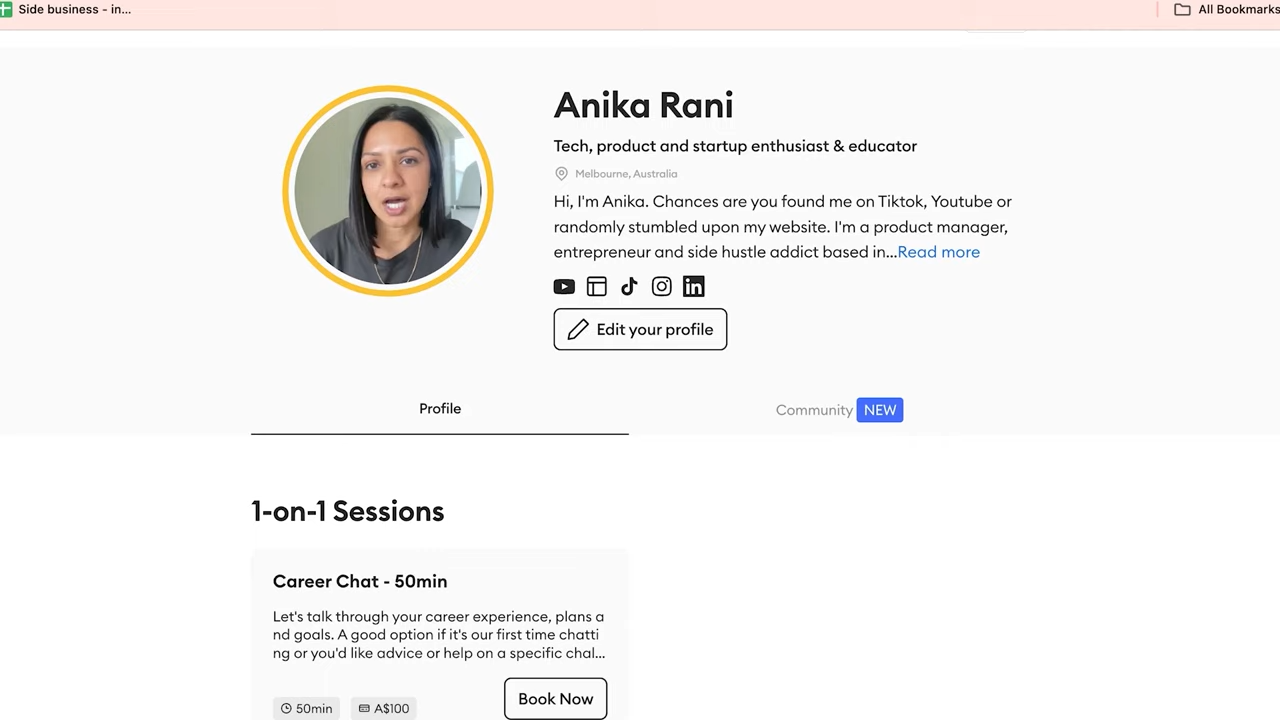 Side business - in...
All Bookmarks
Anika Rani
Tech, product and startup enthusiast & educator
Melbourne, Australia
Hi, I'm Anika. Chances are you found me on Tiktok, Youtube or
randomly stumbled upon my website. I'm a product manager,
entrepreneur and side hustle addict based in...Read more
in
Edit your profile
Profile
Community NEW
1-on-1 Sessions
Career Chat - 50min
Let's talk through your career experience, plans a
nd goals. A good option if it's our first time chatti
ng or you'd like advice or help on a specific chal...
50min
A$100
Book Now